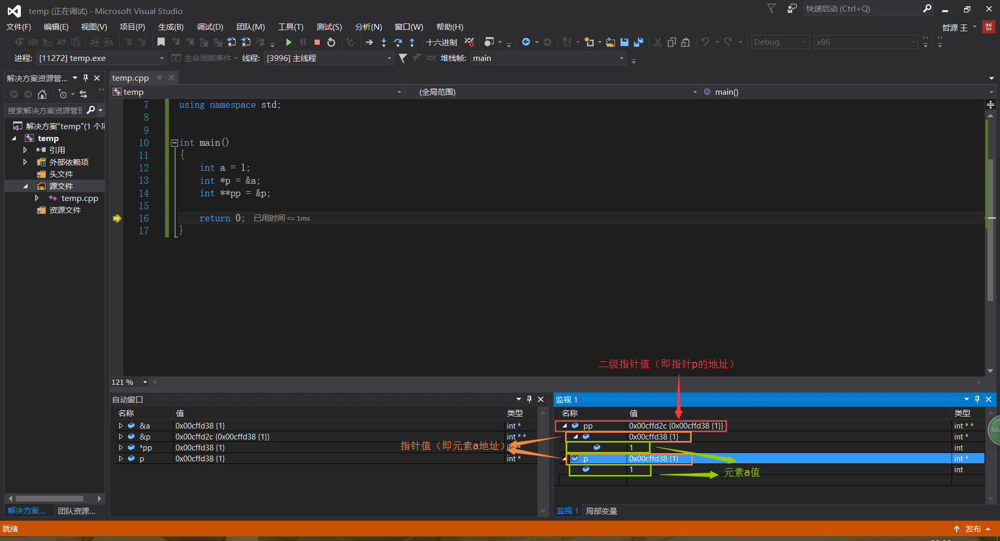 temp (正在调试) - Microsoft Visual Studio
快速启动 (Ctrl+Q)
文件(F) 编辑(E) 视图(V) 项目(P) 生成(B) 调试(D) 团队(M) 工具(T) 测试(S) 分析(N) 窗口(W) 帮助(H)
哲源 王 哲
十六进制 Debug x86
进程: [11272] temp.exe 生命周期事件 线程: [3996] 主线程 堆栈帧: main
解决方案资源管...
搜索解决方案资源管理
解决方案"temp"(1 个项
temp
引用
外部依赖项
头文件
源文件
temp.cpp
资源文件
解决方案... 团队资源...
temp.cpp
temp (全局范围) main()
7 using namespace std;
8
9
10 int main()
11 {
12 int a = 1;
13 int *p = &a;
14 int **pp = &p;
15
16 return 0; 已用时间 <= 1ms
17 }
121 %
二级指针值（即指针p的地址）
自动窗口
名称 值 类型
&a 0x00cffd38 {1} int *
&p 0x00cffd2c {0x00cffd38 {1}} int * *
*pp 0x00cffd38 {1} int *
p 0x00cffd38 {1} int *
指针值（即元素a地址）
监视 1
名称 值 类型
pp 0x00cffd2c {0x00cffd38 {1}} int * *
0x00cffd38 {1} int *
1 int
p 0x00cffd38 {1} int *
1 int
元素a值
监视 1 局部变量
66
就绪
发布